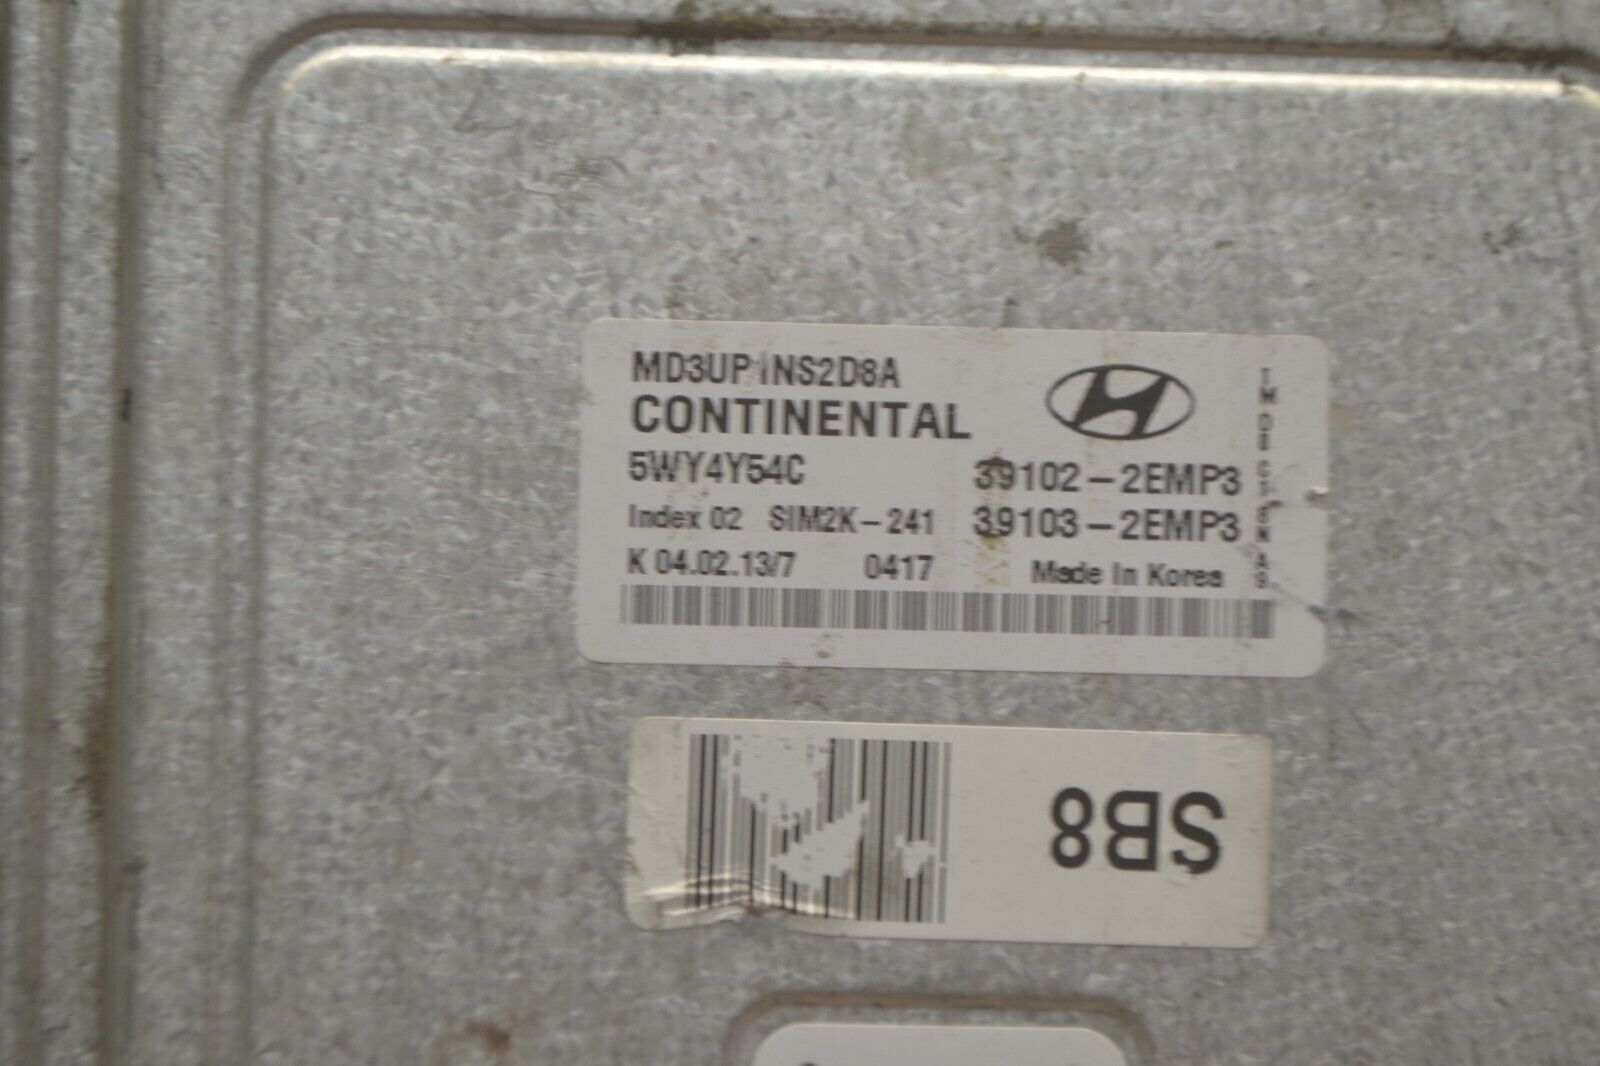 MD3UP1NS2D8A
CONTINENTAL
5WY4Y54C 39102-2EMP3
Index 02 SIM2K-241 39103-2EMP3
K 04.02.13/7 0417 Made In Korea
SB8